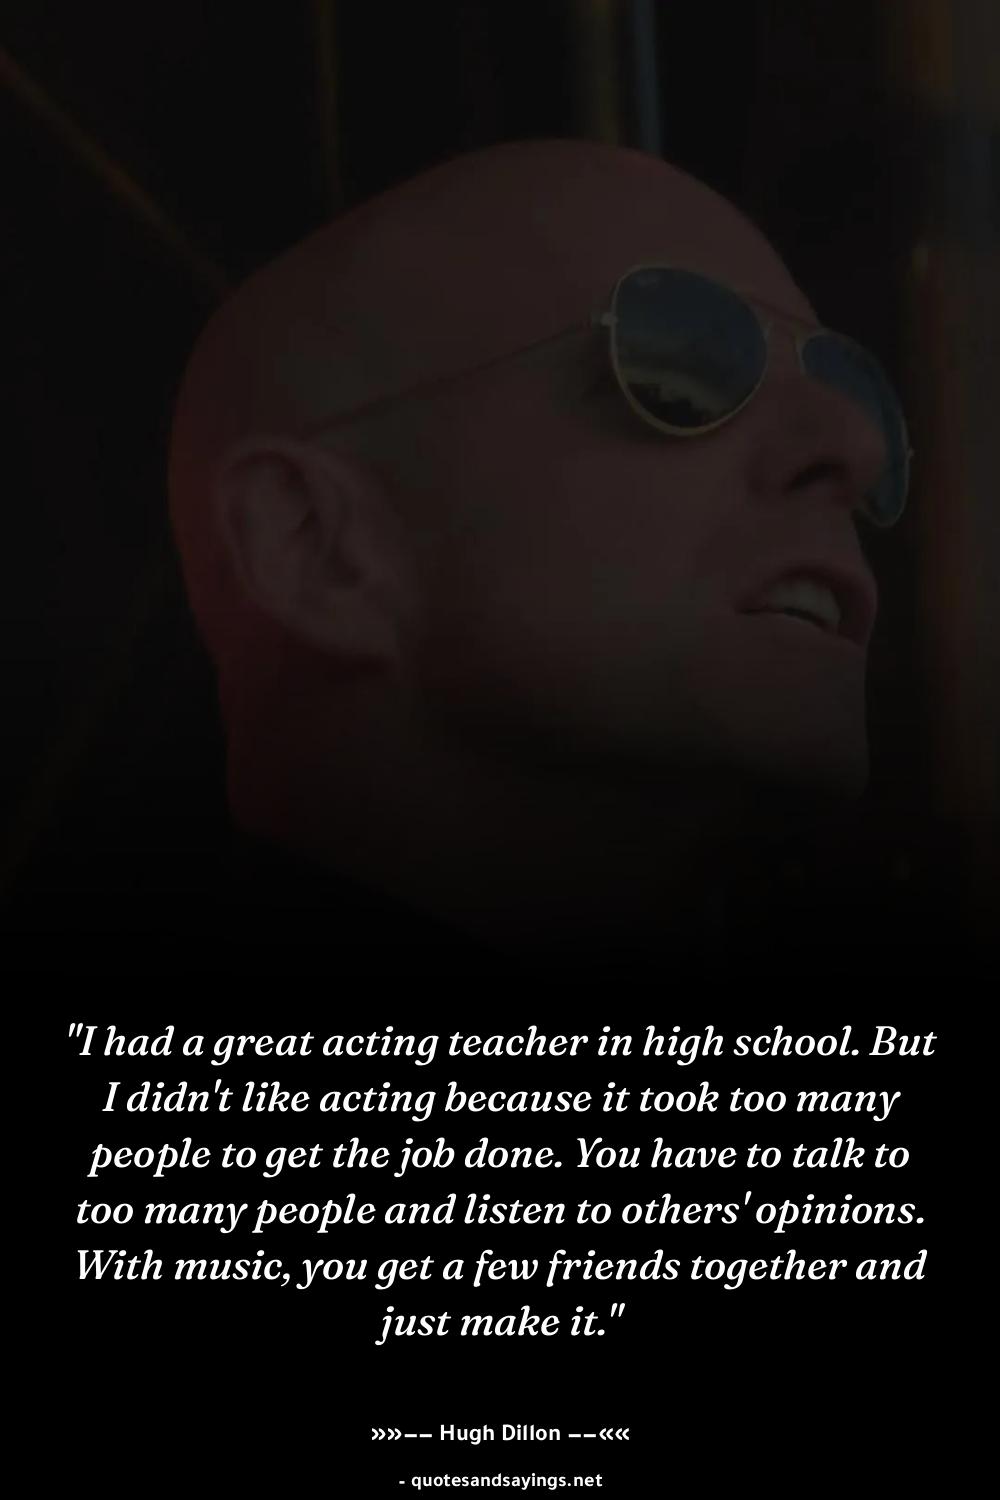 "I had a great acting teacher in high school. But
I didn't like acting because it took too many
people to get the job done. You have to talk to
too many people and listen to others' opinions.
With music, you get a few friends together and
just make it."
»»–– Hugh Dillon ––««
- quotesandsayings.net